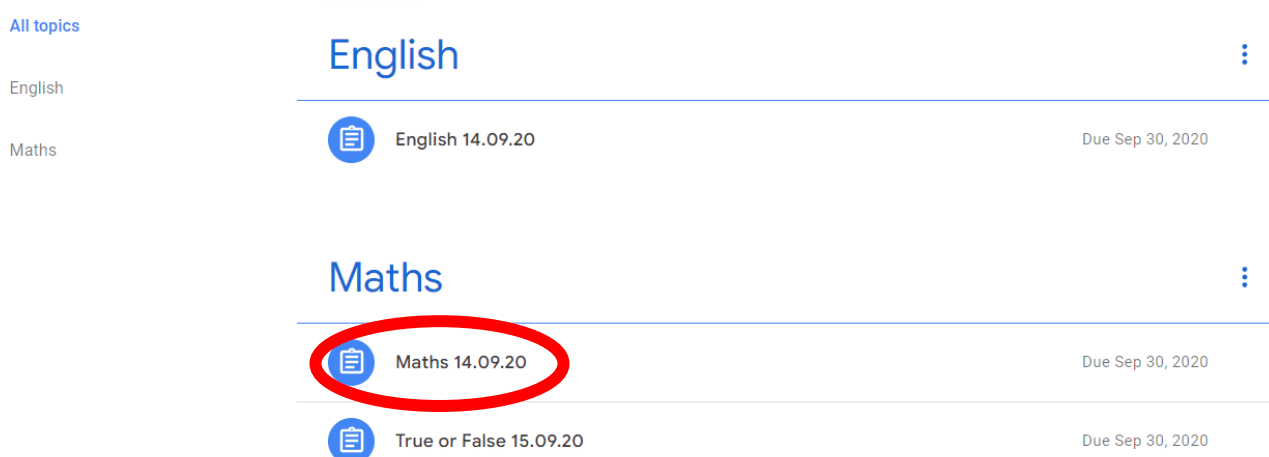 All topics
English
Maths
English
English 14.09.20
Due Sep 30, 2020
Maths
Maths 14.09.20
Due Sep 30, 2020
True or False 15.09.20
Due Sep 30, 2020